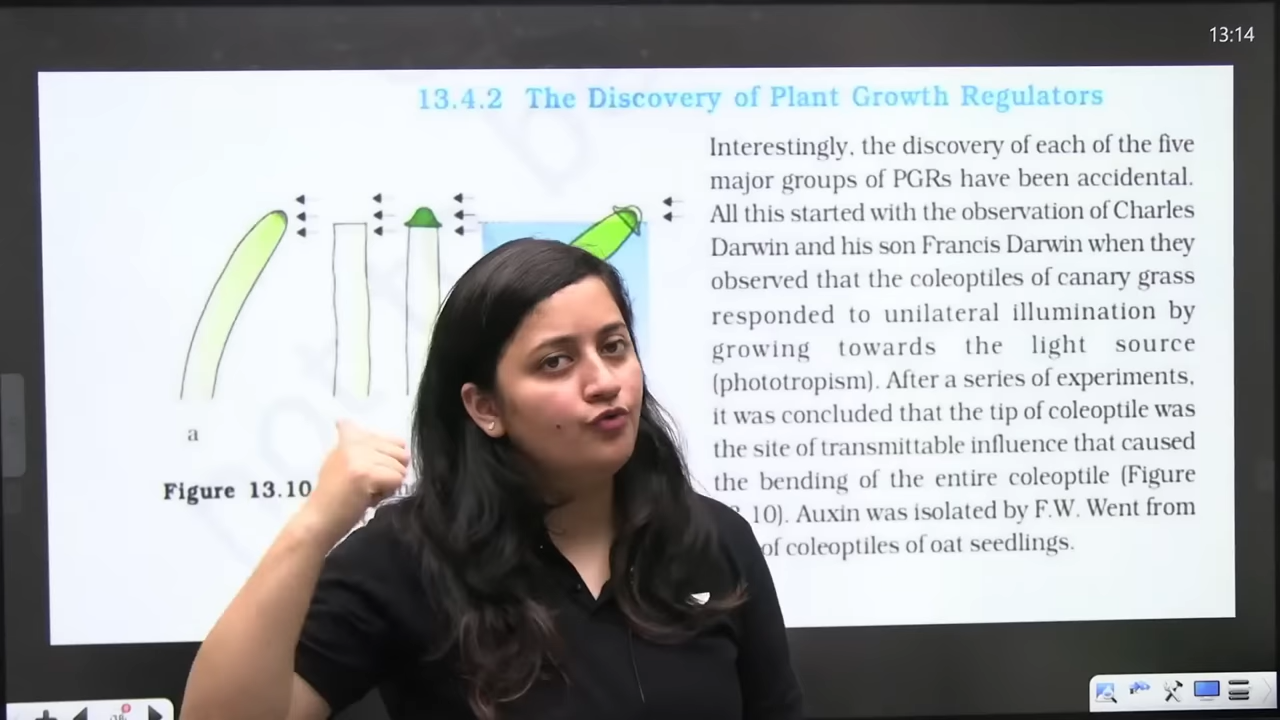 13:14
13.4.2 The Discovery of Plant Growth Regulators
Interestingly, the discovery of each of the five
major groups of PGRs have been accidental.
All this started with the observation of Charles
Darwin and his son Francis Darwin when they
observed that the coleoptiles of canary grass
responded to unilateral illumination by
growing towards the light source
(phototropism). After a series of experiments,
it was concluded that the tip of coleoptile was
the site of transmittable influence that caused
the bending of the entire coleoptile (Figure
10). Auxin was isolated by F.W. Went from
of coleoptiles of oat seedlings.
a
Figure 13.10